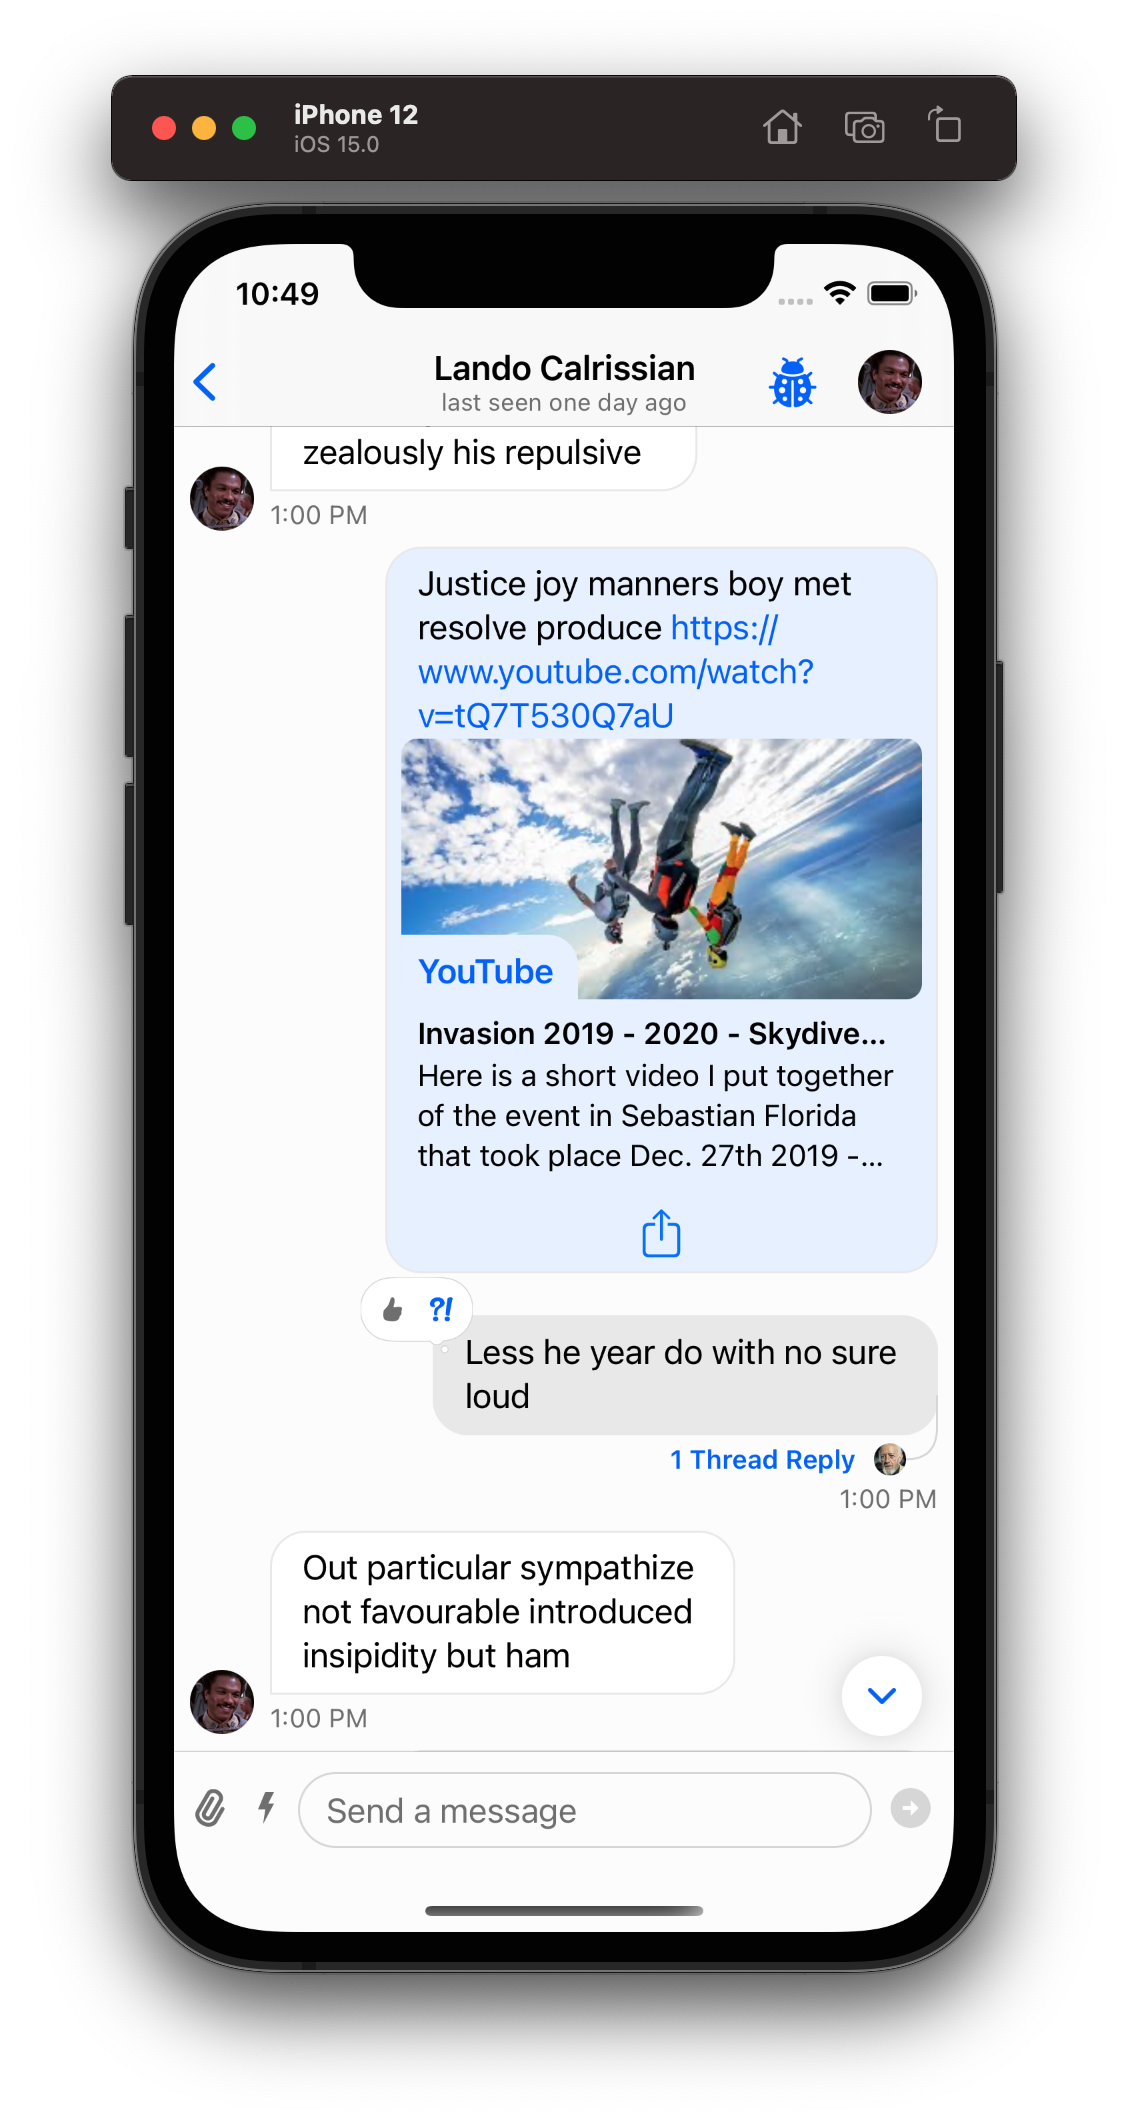 iPhone 12
iOS 15.0
10:49
Lando Calrissian
last seen one day ago
zealously his repulsive
1:00 PM
Justice joy manners boy met
resolve produce https://
www.youtube.com/watch?
v=tQ7T530Q7aU
YouTube
Invasion 2019 - 2020 - Skydive...
Here is a short video I put together
of the event in Sebastian Florida
that took place Dec. 27th 2019 -...
?!
Less he year do with no sure
loud
1 Thread Reply
1:00 PM
Out particular sympathize
not favourable introduced
insipidity but ham
1:00 PM
Send a message